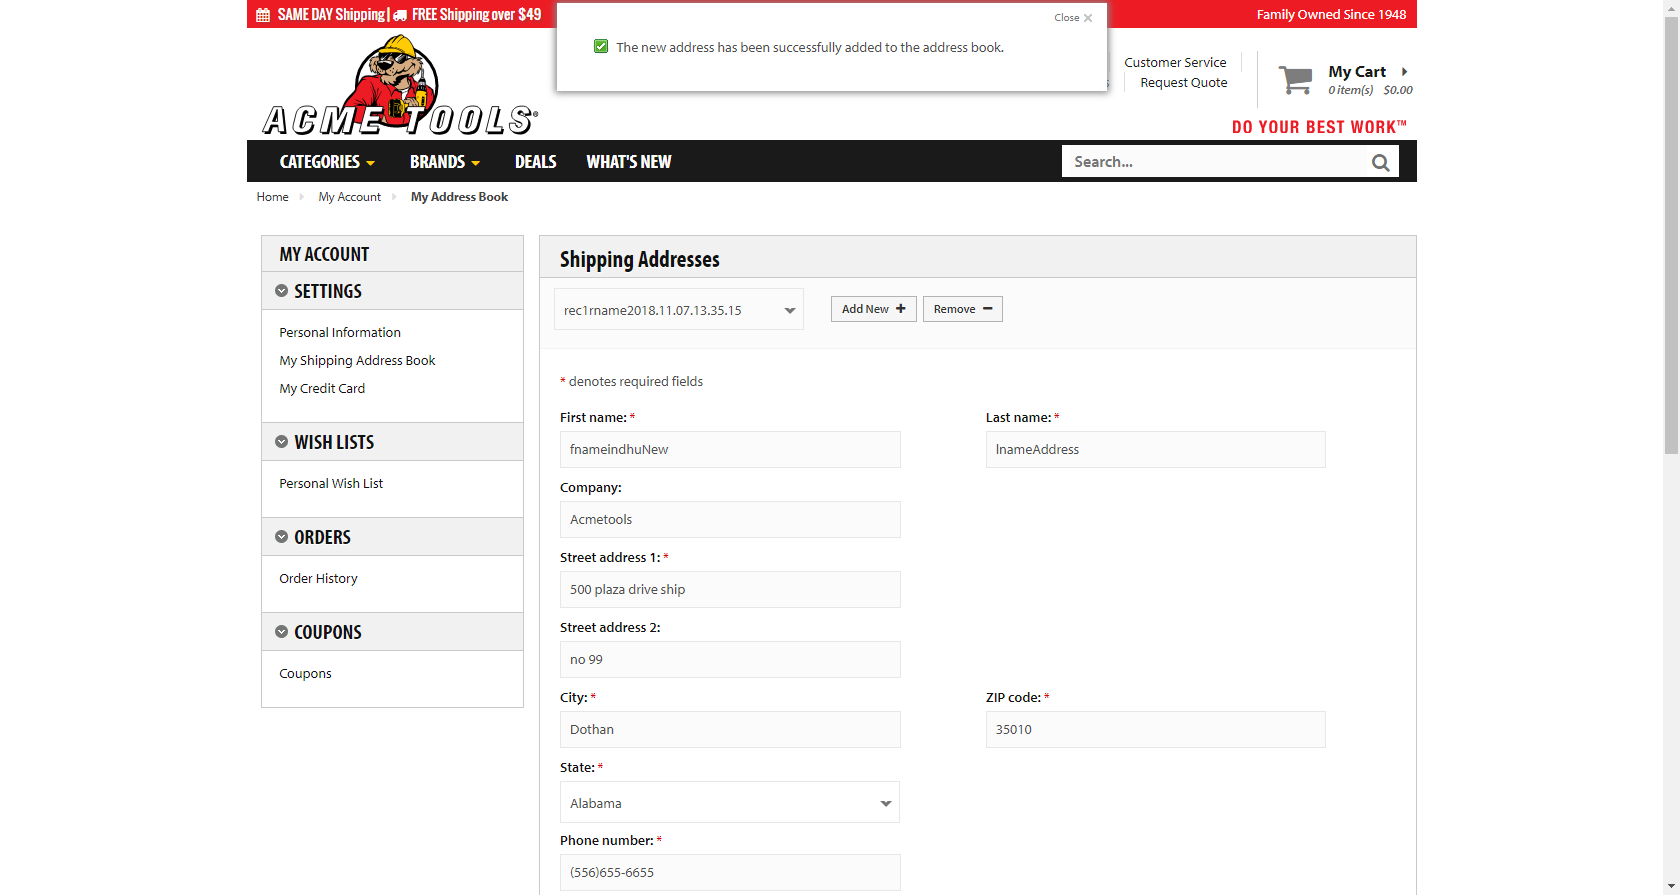 SAME DAY Shipping | FREE Shipping over $49
Close
The new address has been successfully added to the address book.
Family Owned Since 1948
ACME TOOLS®
Customer Service
Request Quote
My Cart
0 item(s) $0.00
DO YOUR BEST WORK™
CATEGORIES BRANDS DEALS WHAT'S NEW
Search...
Home My Account My Address Book
MY ACCOUNT
SETTINGS
Personal Information
My Shipping Address Book
My Credit Card
WISH LISTS
Personal Wish List
ORDERS
Order History
COUPONS
Coupons
Shipping Addresses
rec1rname2018.11.07.13.35.15
Add New
Remove
* denotes required fields
First name: *
fnameindhuNew
Last name: *
lnameAddress
Company:
Acmetools
Street address 1: *
500 plaza drive ship
Street address 2:
no 99
City: *
Dothan
ZIP code: *
35010
State: *
Alabama
Phone number: *
(556)655-6655